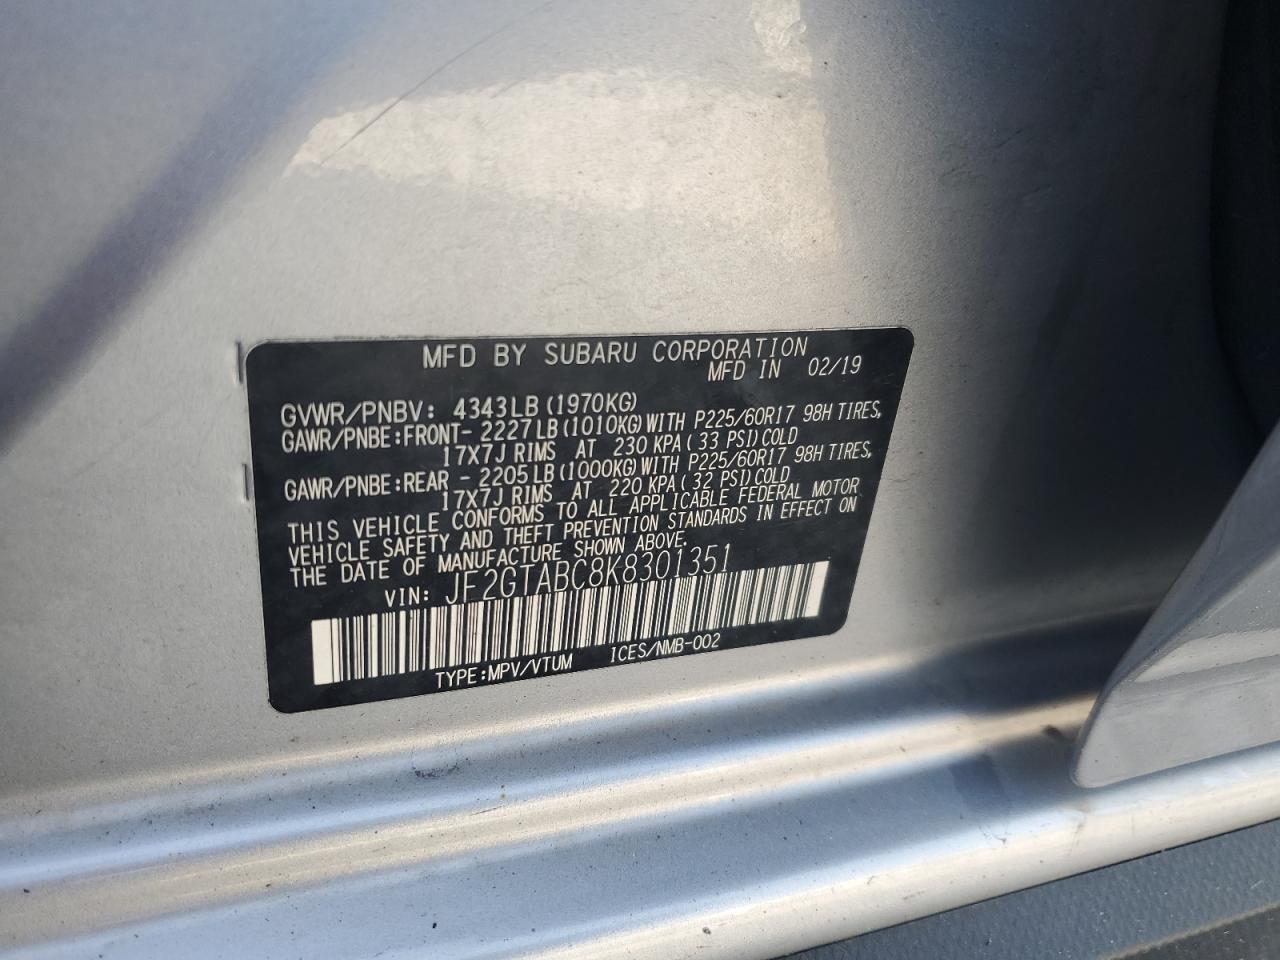 MFD BY SUBARU CORPORATION
MFD IN 02/19
GVWR/PNBV: 4343LB (1970KG)
GAWR/PNBE:FRONT- 2227LB (1010KG) WITH P225/60R17 98H TIRES,
17X7J RIMS AT 230 KPA ( 33 PSI) COLD
GAWR/PNBE:REAR - 2205LB (1000KG) WITH P225/60R17 98H TIRES,
17X7J RIMS AT 220 KPA ( 32 PSI) COLD
THIS VEHICLE CONFORMS TO ALL APPLICABLE FEDERAL MOTOR
VEHICLE SAFETY AND THEFT PREVENTION STANDARDS IN EFFECT ON
THE DATE OF MANUFACTURE SHOWN ABOVE.
VIN: JF2GTABC8K8301351
TYPE:MPV/VTUM ICES/NMB-002